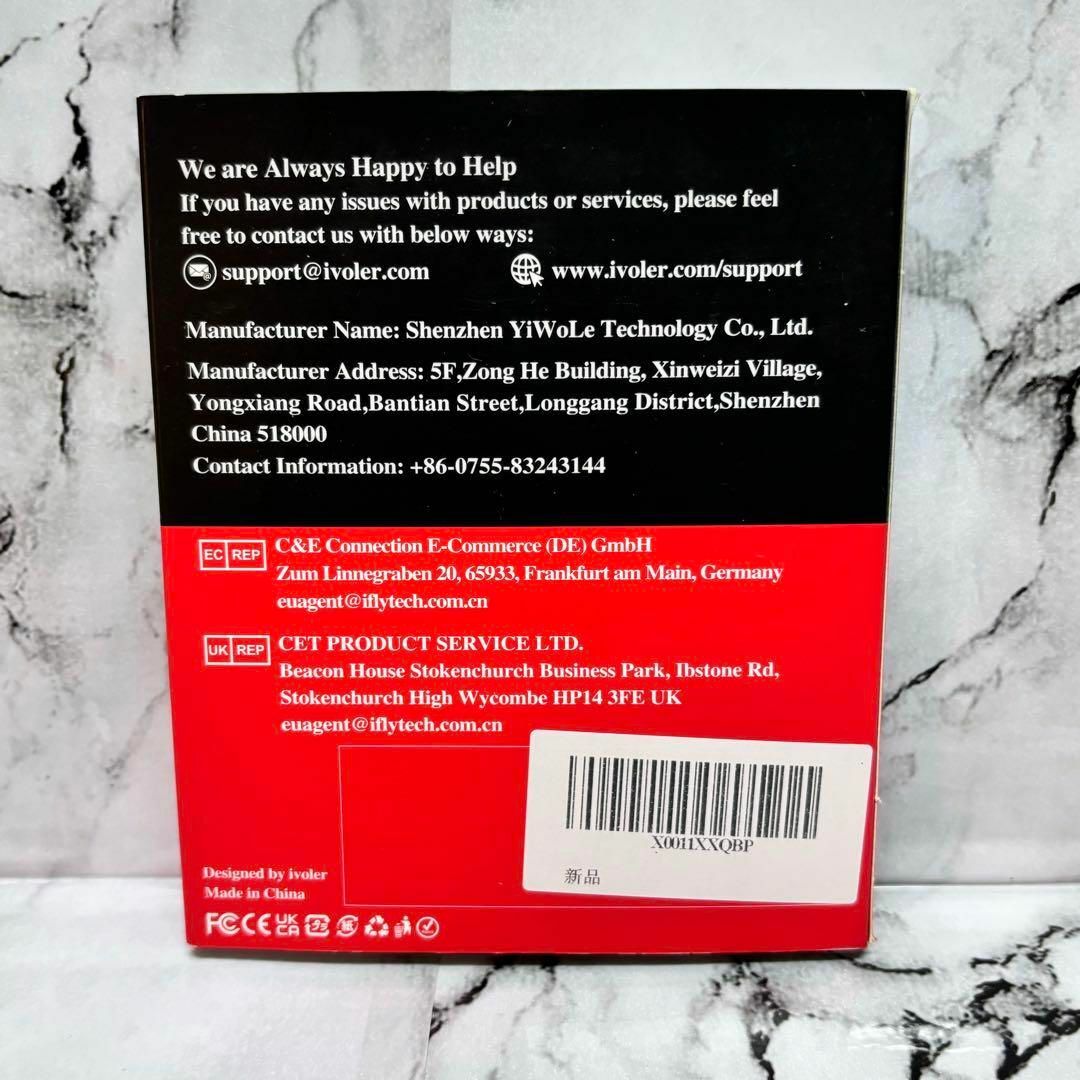 We are Always Happy to Help
If you have any issues with products or services, please feel
free to contact us with below ways:
support@ivoler.com
www.ivoler.com/support
Manufacturer Name: Shenzhen YiWoLe Technology Co., Ltd.
Manufacturer Address: 5F,Zong He Building, Xinweizi Village,
Yongxiang Road,Bantian Street,Longgang District,Shenzhen
China 518000
Contact Information: +86-0755-83243144
EC REP
C&E Connection E-Commerce (DE) GmbH
Zum Linnegraben 20, 65933, Frankfurt am Main, Germany
euagent@iflytech.com.cn
UK REP
CET PRODUCT SERVICE LTD.
Beacon House Stokenchurch Business Park, Ibstone Rd,
Stokenchurch High Wycombe HP14 3FE UK
euagent@iflytech.com.cn
X0011XXQBP
新品
Designed by ivoler
Made in China
FC CE UK CA